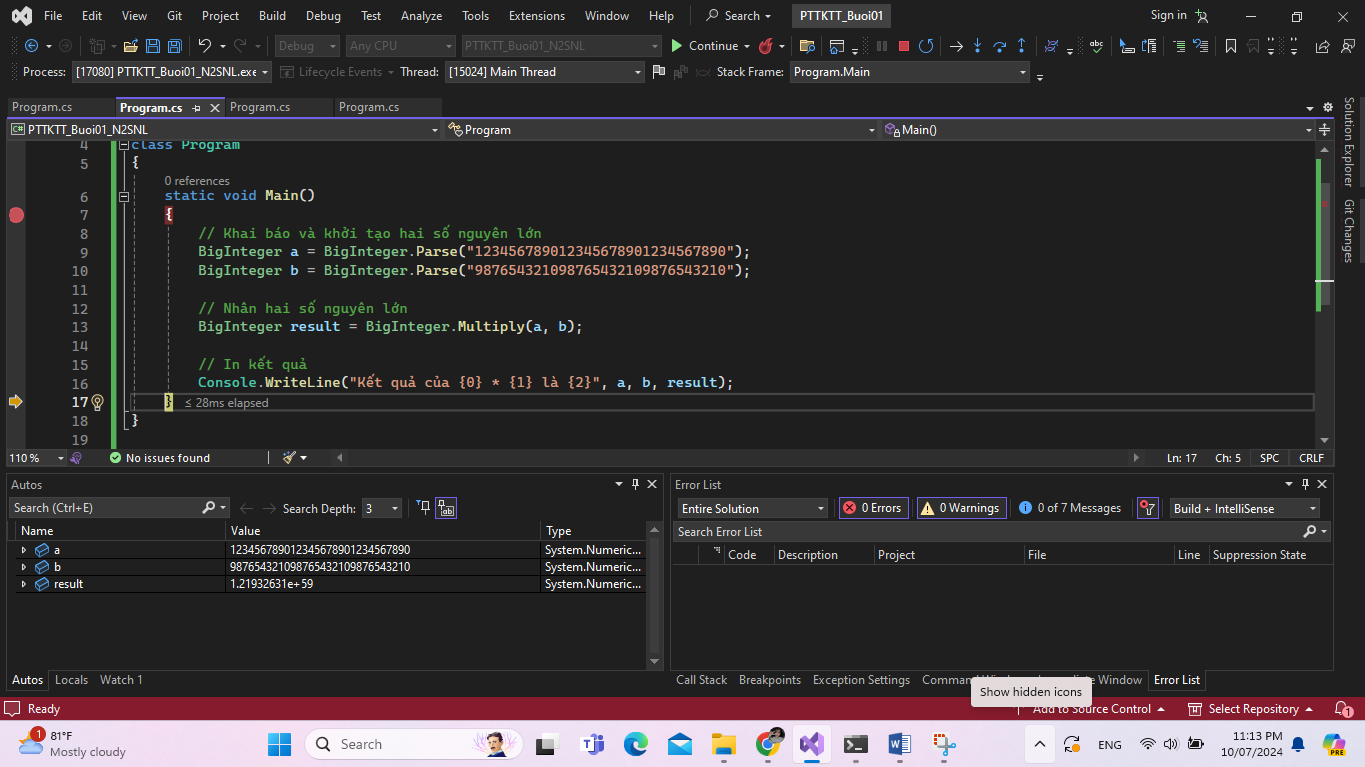 File Edit View Git Project Build Debug Test Analyze Tools Extensions Window Help Search PTTKTT_Buoi01 Sign in
Debug Any CPU PTTKTT_Buoi01_N2SNL Continue
Process: [17080] PTTKTT_Buoi01_N2SNL.exe Lifecycle Events Thread: [15024] Main Thread Stack Frame: Program.Main
Program.cs Program.cs Program.cs Program.cs
C# PTTKTT_Buoi01_N2SNL Program Main()
4 class Program
5 {
0 references
6 static void Main()
7 {
8 // Khai báo và khởi tạo hai số nguyên lớn
9 BigInteger a = BigInteger.Parse("123456789012345678901234567890");
10 BigInteger b = BigInteger.Parse("987654321098765432109876543210");
11
12 // Nhân hai số nguyên lớn
13 BigInteger result = BigInteger.Multiply(a, b);
14
15 // In kết quả
16 Console.WriteLine("Kết quả của {0} * {1} là {2}", a, b, result);
17 } ≤ 28ms elapsed
18 }
19
Solution Explorer
Git Changes
110 % No issues found Ln: 17 Ch: 5 SPC CRLF
Autos
Search (Ctrl+E) Search Depth: 3
Name Value Type
a 123456789012345678901234567890 System.Numeric...
b 987654321098765432109876543210 System.Numeric...
result 1.21932631e+59 System.Numeric...
Autos Locals Watch 1
Error List
Entire Solution 0 Errors 0 Warnings 0 of 7 Messages Build + IntelliSense
Search Error List
Code Description Project File Line Suppression State
Call Stack Breakpoints Exception Settings Comman Window Error List
Show hidden icons
Ready Add to Source Control Select Repository 1
1 81°F
Mostly cloudy
Search
ENG
11:13 PM
10/07/2024
PRE